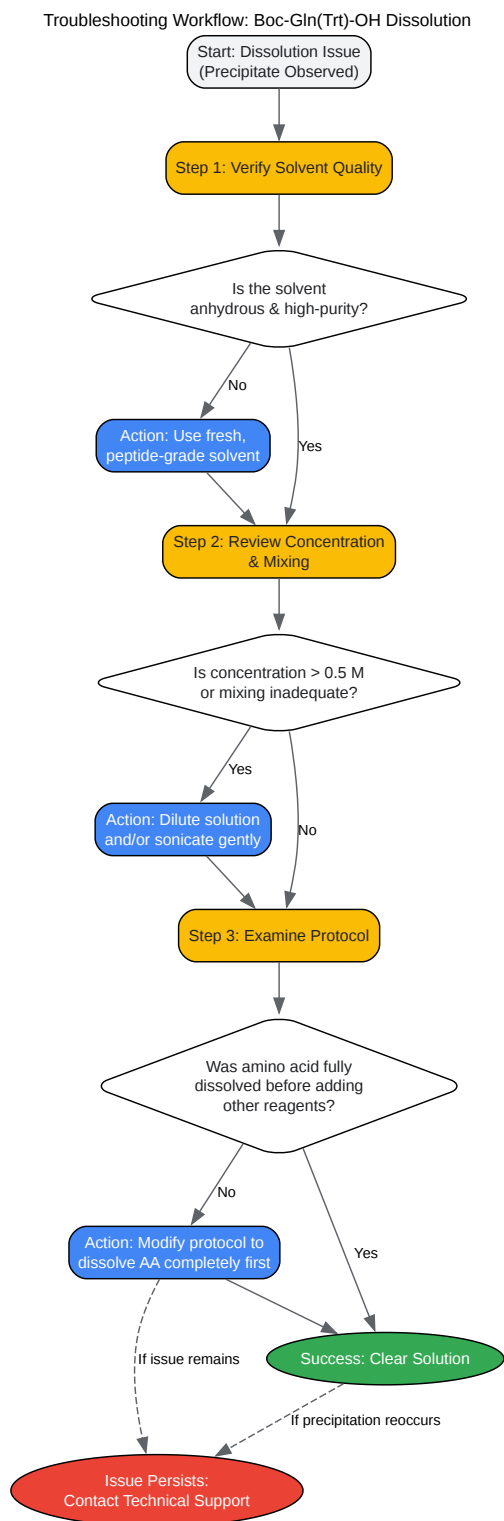 Troubleshooting Workflow: Boc-Gln(Trt)-OH Dissolution
Start: Dissolution Issue
(Precipitate Observed)
Step 1: Verify Solvent Quality
Is the solvent
anhydrous & high-purity?
No
Action: Use fresh,
peptide-grade solvent
Yes
Step 2: Review Concentration
& Mixing
Is concentration > 0.5 M
or mixing inadequate?
Yes
Action: Dilute solution
and/or sonicate gently
No
Step 3: Examine Protocol
Was amino acid fully
dissolved before adding
other reagents?
No
Action: Modify protocol to
dissolve AA completely first
Yes
Success: Clear Solution
If issue remains
If precipitation reoccurs
Issue Persists:
Contact Technical Support